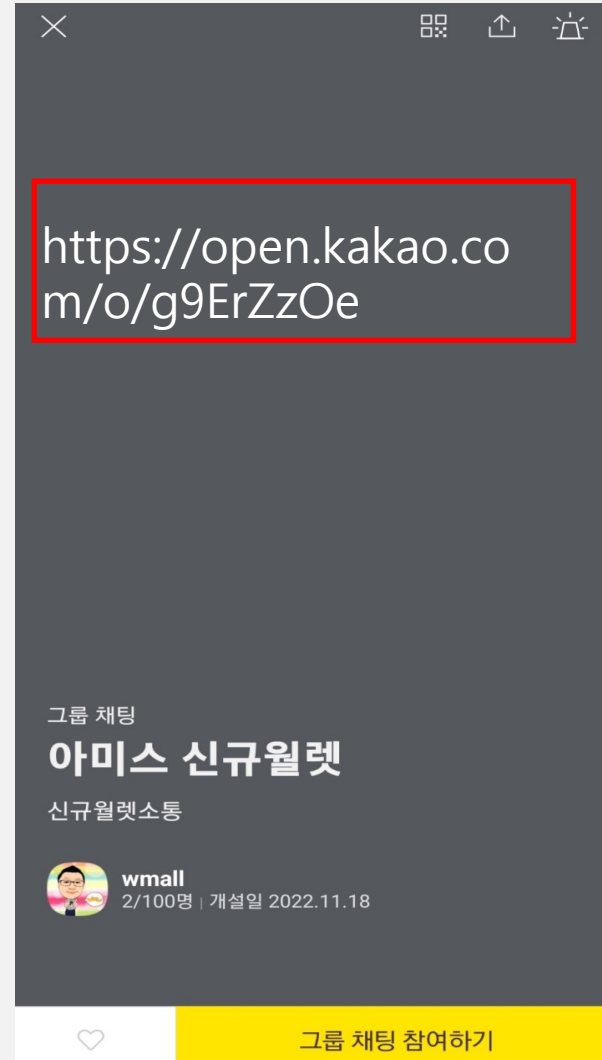 https://open.kakao.co
m/o/g9ErZzOe
그룹 채팅
아미스 신규월렛
신규월렛소통
wmall
2/100명 | 개설일 2022.11.18
그룹 채팅 참여하기